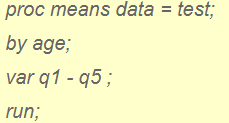 proc means data = test;
by age;
var q1 - q5 ;
run;